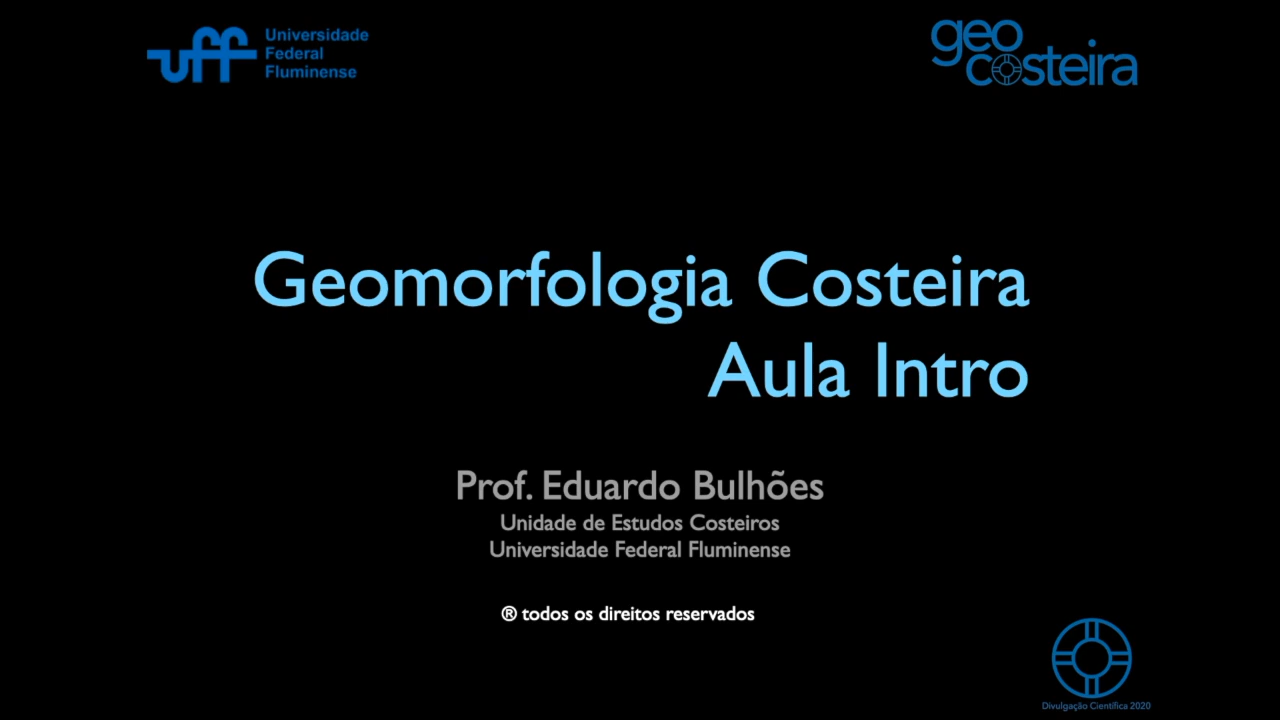 uff
Universidade
Federal
Fluminense
geo
costeira
Geomorfologia Costeira
Aula Intro
Prof. Eduardo Bulhões
Unidade de Estudos Costeiros
Universidade Federal Fluminense
® todos os direitos reservados
Divulgação Científica 2020